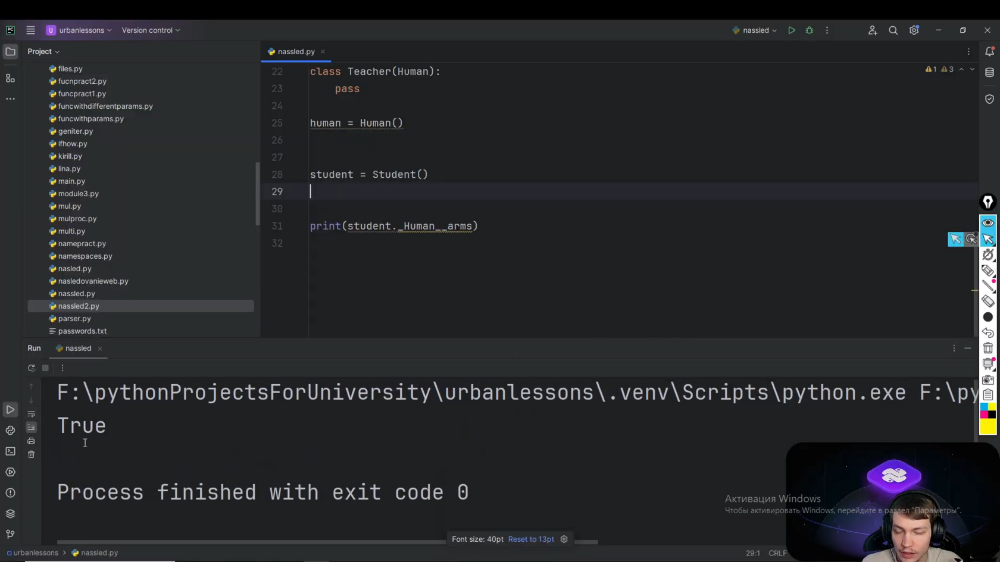 PC
U urbanlessons
Version control
nassled
Project
nassled.py
files.py
fucnpract2.py
funcpract1.py
funcwithdifferentparams.py
funcwithparams.py
geniter.py
ifhow.py
kirill.py
lina.py
main.py
module3.py
mul.py
mulproc.py
multi.py
namepract.py
namespaces.py
nasled.py
nasledovanieweb.py
nassled.py
nassled2.py
parser.py
passwords.txt
1 3
22 class Teacher(Human):
23 pass
24
25 human = Human()
26
27
28 student = Student()
29
30
31 print(student._Human__arms)
32
Run nassled
F:\pythonProjectsForUniversity\urbanlessons\.venv\Scripts\python.exe F:\py
True
Process finished with exit code 0
Активация Windows
Чтобы активировать Windows, перейдите в раздел "Параметры".
Font size: 40pt Reset to 13pt
urbanlessons nassled.py
29:1 CRLF